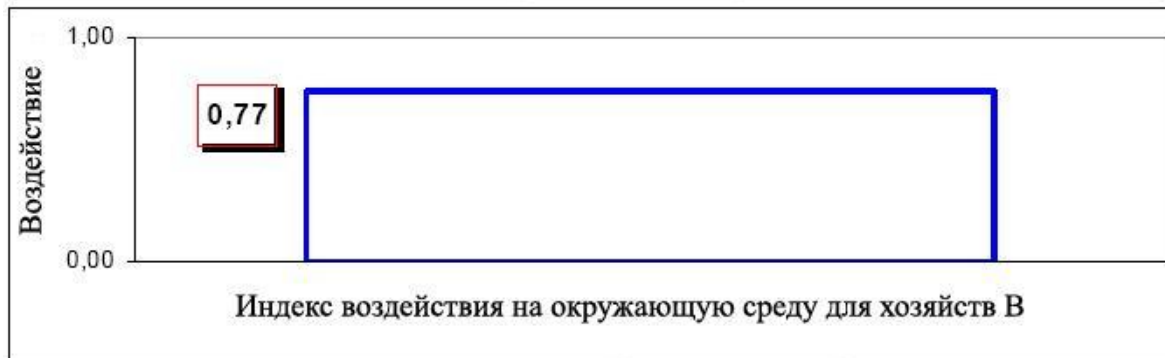 1,00
Воздействие
0,77
0,00
Индекс воздействия на окружающую среду для хозяйств В